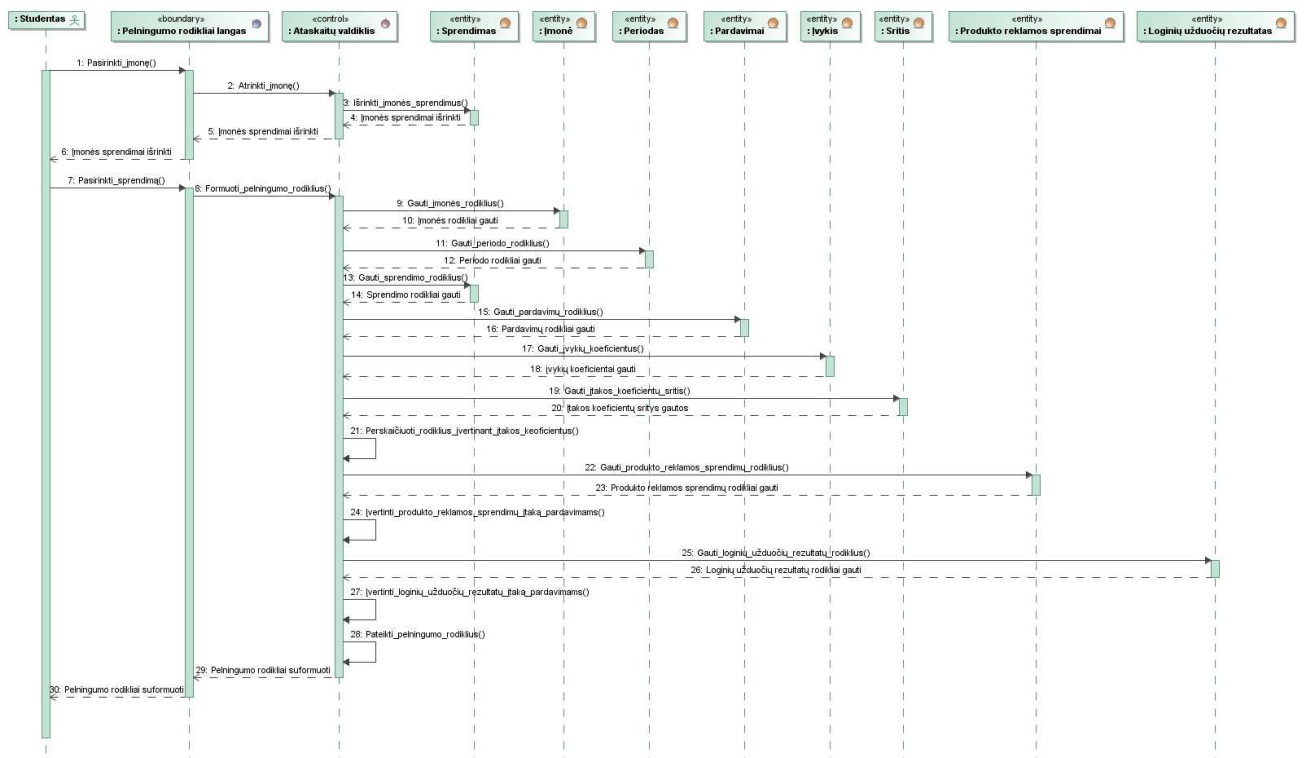 : Studentas
«boundary»
: Pelningumo rodikliai langas
«control»
: Ataskaitų valdiklis
«entity»
: Sprendimas
«entity»
: Įmonė
«entity»
: Periodas
«entity»
: Pardavimai
«entity»
: Įvykis
«entity»
: Sritis
«entity»
: Produkto reklamos sprendimai
«entity»
: Loginių užduočių rezultatas
1: Pasirinkti_įmonę()
2: Atrinkti_įmonę()
3: Išrinkti_įmonės_sprendimus()
4: Įmonės sprendimai išrinkti
5: Įmonės sprendimai išrinkti
6: Įmonės sprendimai išrinkti
7: Pasirinkti_sprendimą()
8: Formuoti_pelningumo_rodiklius()
9: Gauti_įmonės_rodiklius()
10: Įmonės rodikliai gauti
11: Gauti_periodo_rodiklius()
12: Periodo rodikliai gauti
13: Gauti_sprendimo_rodiklius()
14: Sprendimo rodikliai gauti
15: Gauti_pardavimų_rodiklius()
16: Pardavimų rodikliai gauti
17: Gauti_įvykių_koeficientus()
18: įvykių koeficientai gauti
19: Gauti_įtakos_koeficientų_sritis()
20: Įtakos koeficientų sritys gautos
21: Perskaičiuoti_rodiklius_įvertinant_įtakos_keoficientus()
22: Gauti_produkto_reklamos_sprendimų_rodiklius()
23: Produkto reklamos sprendimų rodikliai gauti
24: Įvertinti_produkto_reklamos_sprendimų_įtaką_pardavimams()
25: Gauti_loginių_užduočių_rezultatų_rodiklius()
26: Loginių užduočių rezultatų rodikliai gauti
27: Įvertinti_loginių_užduočių_rezultatų_įtaką_pardavimams()
28: Pateikti_pelningumo_rodiklius()
29: Pelningumo rodikliai suformuoti
30: Pelningumo rodikliai suformuoti